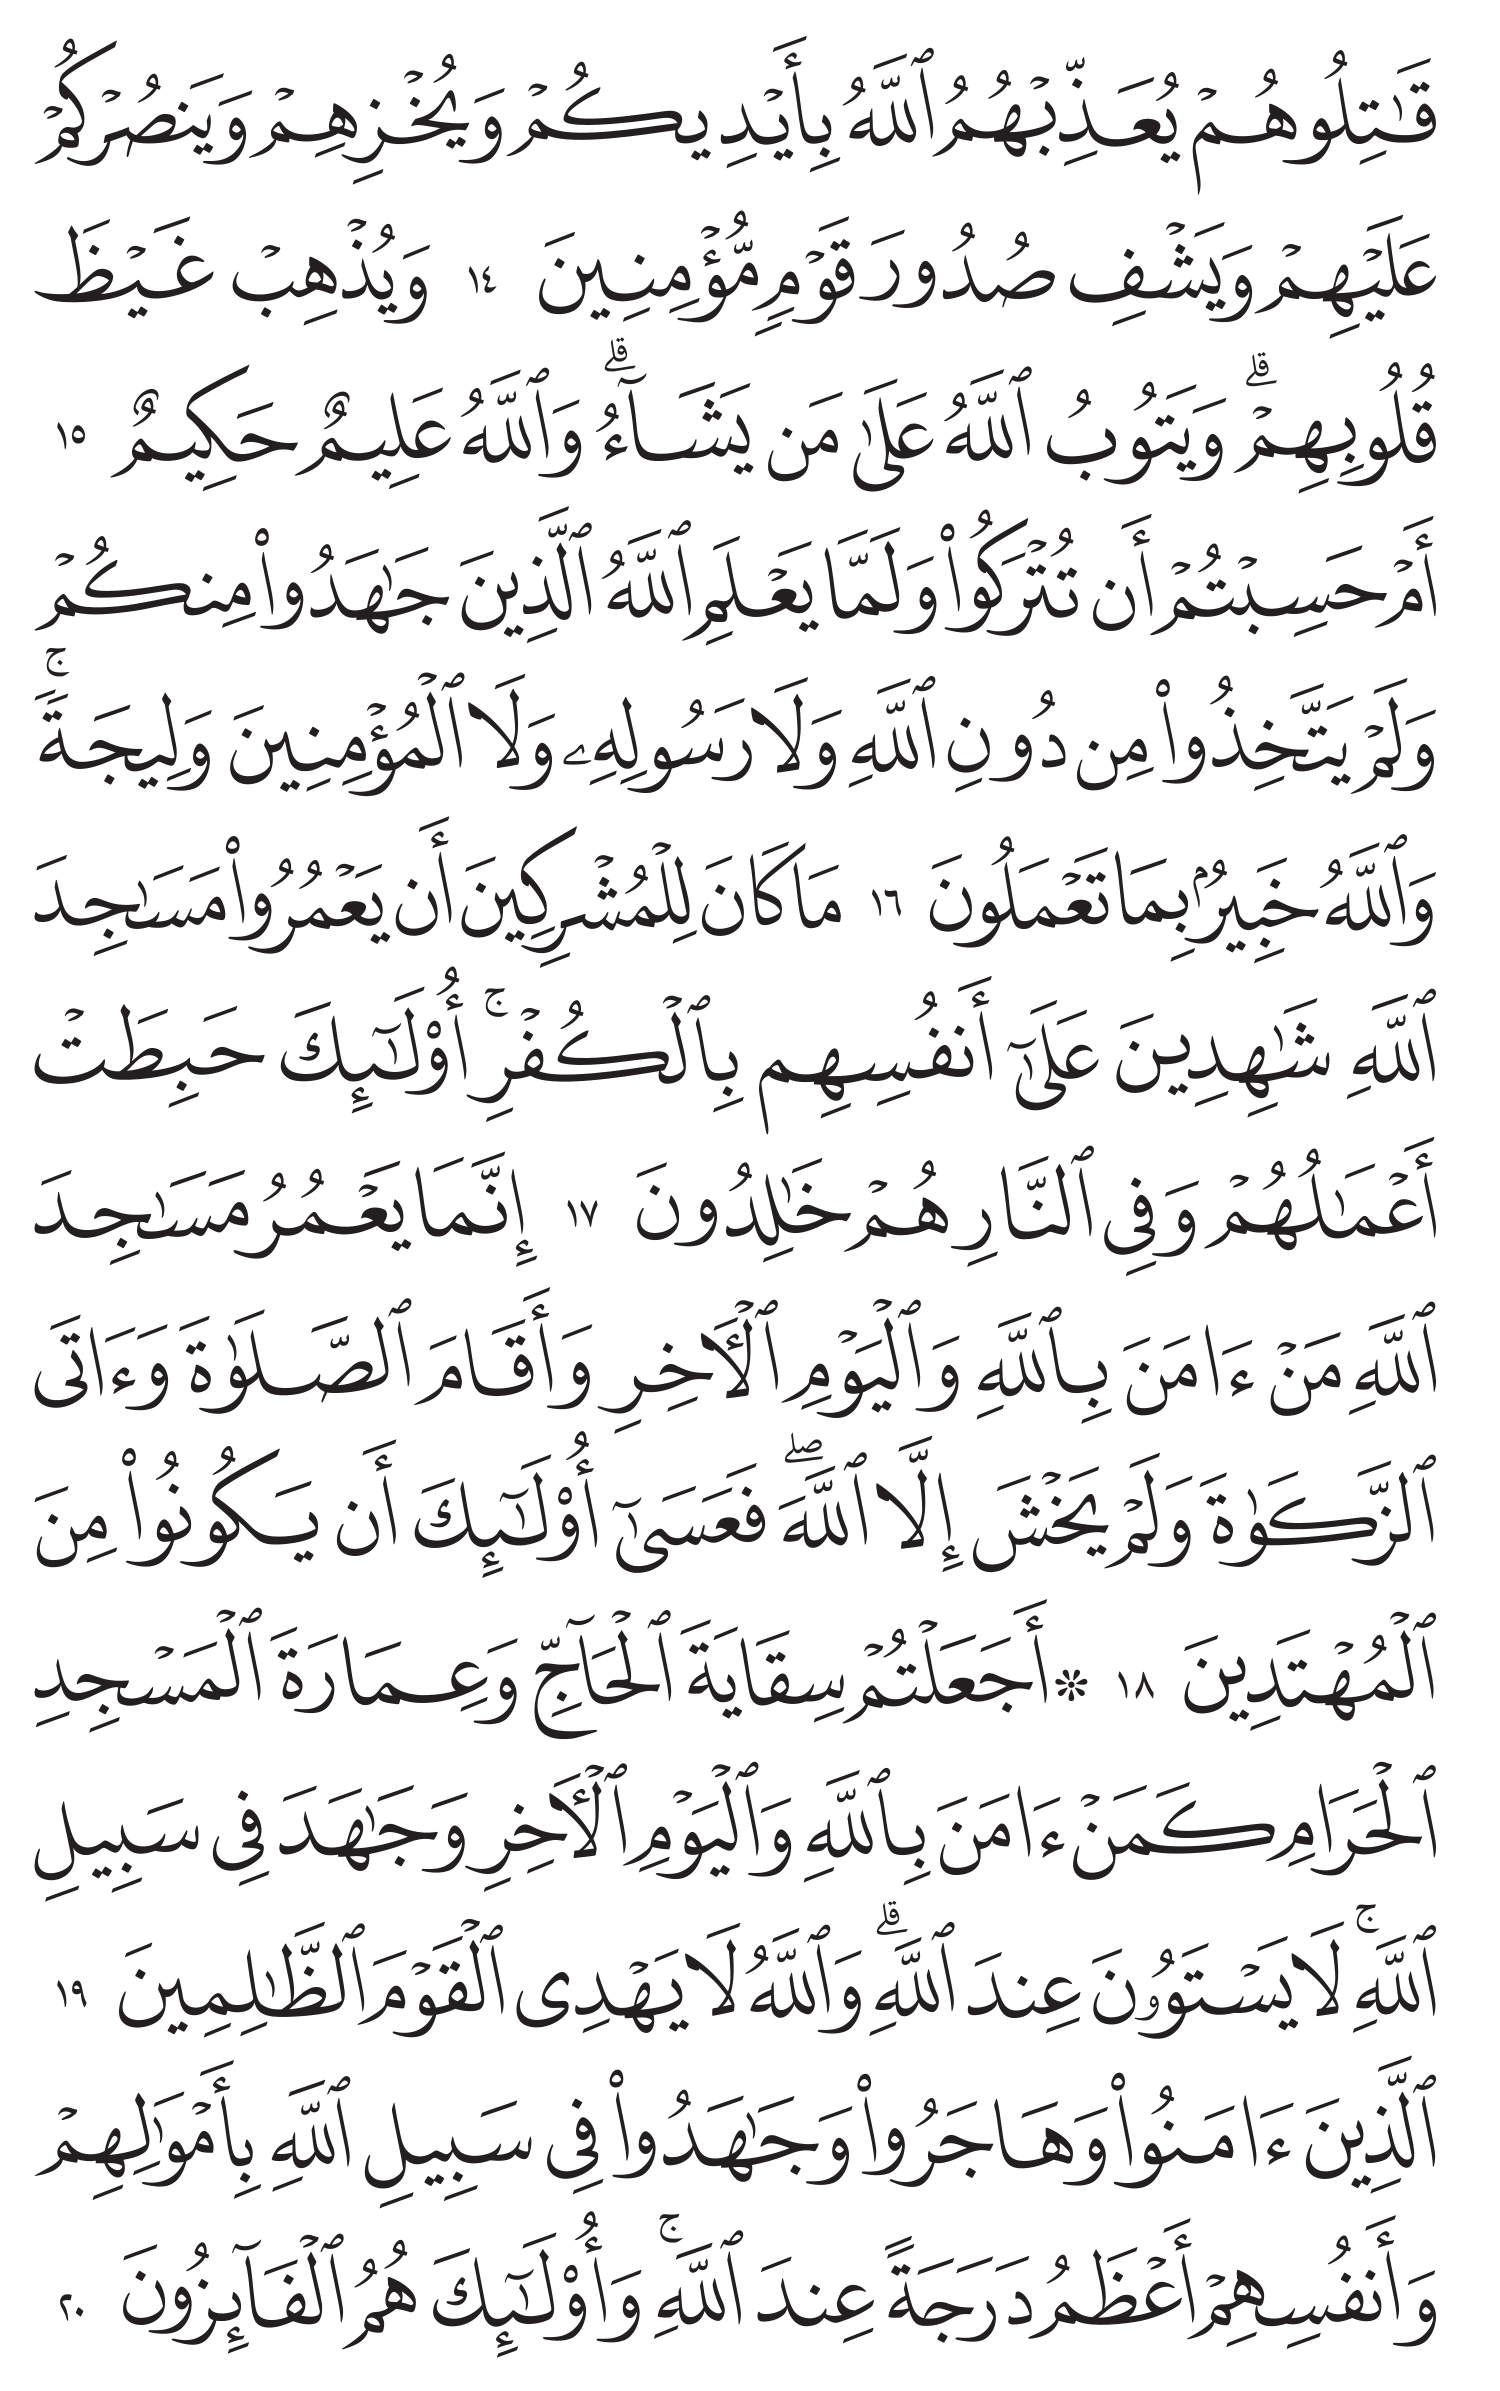 قَٰتِلُوهُمۡ يُعَذِّبۡهُمُ ٱللَّهُ بِأَيۡدِيكُمۡ وَيُخۡزِهِمۡ وَيَنصُرۡكُمۡ
عَلَيۡهِمۡ وَيَشۡفِ صُدُورَ قَوۡمٖ مُّؤۡمِنِينَ ١٤ وَيُذۡهِبۡ غَيۡظَ
قُلُوبِهِمۡۗ وَيَتُوبُ ٱللَّهُ عَلَىٰ مَن يَشَآءُۗ وَٱللَّهُ عَلِيمٌ حَكِيمٌ ١٥
أَمۡ حَسِبۡتُمۡ أَن تُتۡرَكُواْ وَلَمَّا يَعۡلَمِ ٱللَّهُ ٱلَّذِينَ جَٰهَدُواْ مِنكُمۡ
وَلَمۡ يَتَّخِذُواْ مِن دُونِ ٱللَّهِ وَلَا رَسُولِهِۦ وَلَا ٱلۡمُؤۡمِنِينَ وَلِيجَةٗۚ
وَٱللَّهُ خَبِيرُۢ بِمَا تَعۡمَلُونَ ١٦ مَا كَانَ لِلۡمُشۡرِكِينَ أَن يَعۡمُرُواْ مَسَٰجِدَ
ٱللَّهِ شَٰهِدِينَ عَلَىٰٓ أَنفُسِهِم بِٱلۡكُفۡرِۚ أُوْلَٰٓئِكَ حَبِطَتۡ
أَعۡمَٰلُهُمۡ وَفِي ٱلنَّارِ هُمۡ خَٰلِدُونَ ١٧ إِنَّمَا يَعۡمُرُ مَسَٰجِدَ
ٱللَّهِ مَنۡ ءَامَنَ بِٱللَّهِ وَٱلۡيَوۡمِ ٱلۡأٓخِرِ وَأَقَامَ ٱلصَّلَوٰةَ وَءَاتَى
ٱلزَّكَوٰةَ وَلَمۡ يَخۡشَ إِلَّا ٱللَّهَۖ فَعَسَىٰٓ أُوْلَٰٓئِكَ أَن يَكُونُواْ مِنَ
ٱلۡمُهۡتَدِينَ ١٨ ۞ أَجَعَلۡتُمۡ سِقَايَةَ ٱلۡحَآجِّ وَعِمَارَةَ ٱلۡمَسۡجِدِ
ٱلۡحَرَامِ كَمَنۡ ءَامَنَ بِٱللَّهِ وَٱلۡيَوۡمِ ٱلۡأٓخِرِ وَجَٰهَدَ فِي سَبِيلِ
ٱللَّهِۚ لَا يَسۡتَوُۥنَ عِندَ ٱللَّهِۗ وَٱللَّهُ لَا يَهۡدِي ٱلۡقَوۡمَ ٱلظَّٰلِمِينَ ١٩
ٱلَّذِينَ ءَامَنُواْ وَهَاجَرُواْ وَجَٰهَدُواْ فِي سَبِيلِ ٱللَّهِ بِأَمۡوَٰلِهِمۡ
وَأَنفُسِهِمۡ أَعۡظَمُ دَرَجَةً عِندَ ٱللَّهِۚ وَأُوْلَٰٓئِكَ هُمُ ٱلۡفَآئِزُونَ ٢٠